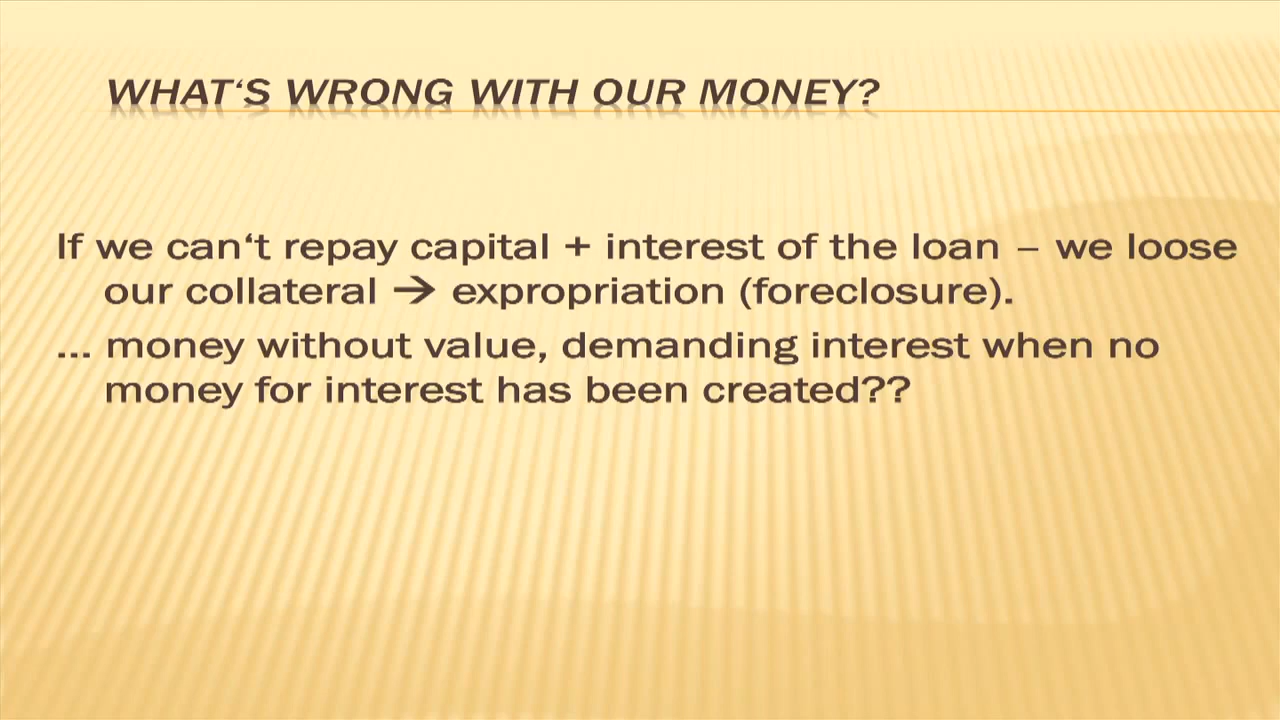 WHAT‘S WRONG WITH OUR MONEY?
If we can‘t repay capital + interest of the loan – we loose
our collateral → expropriation (foreclosure).
... money without value, demanding interest when no
money for interest has been created??